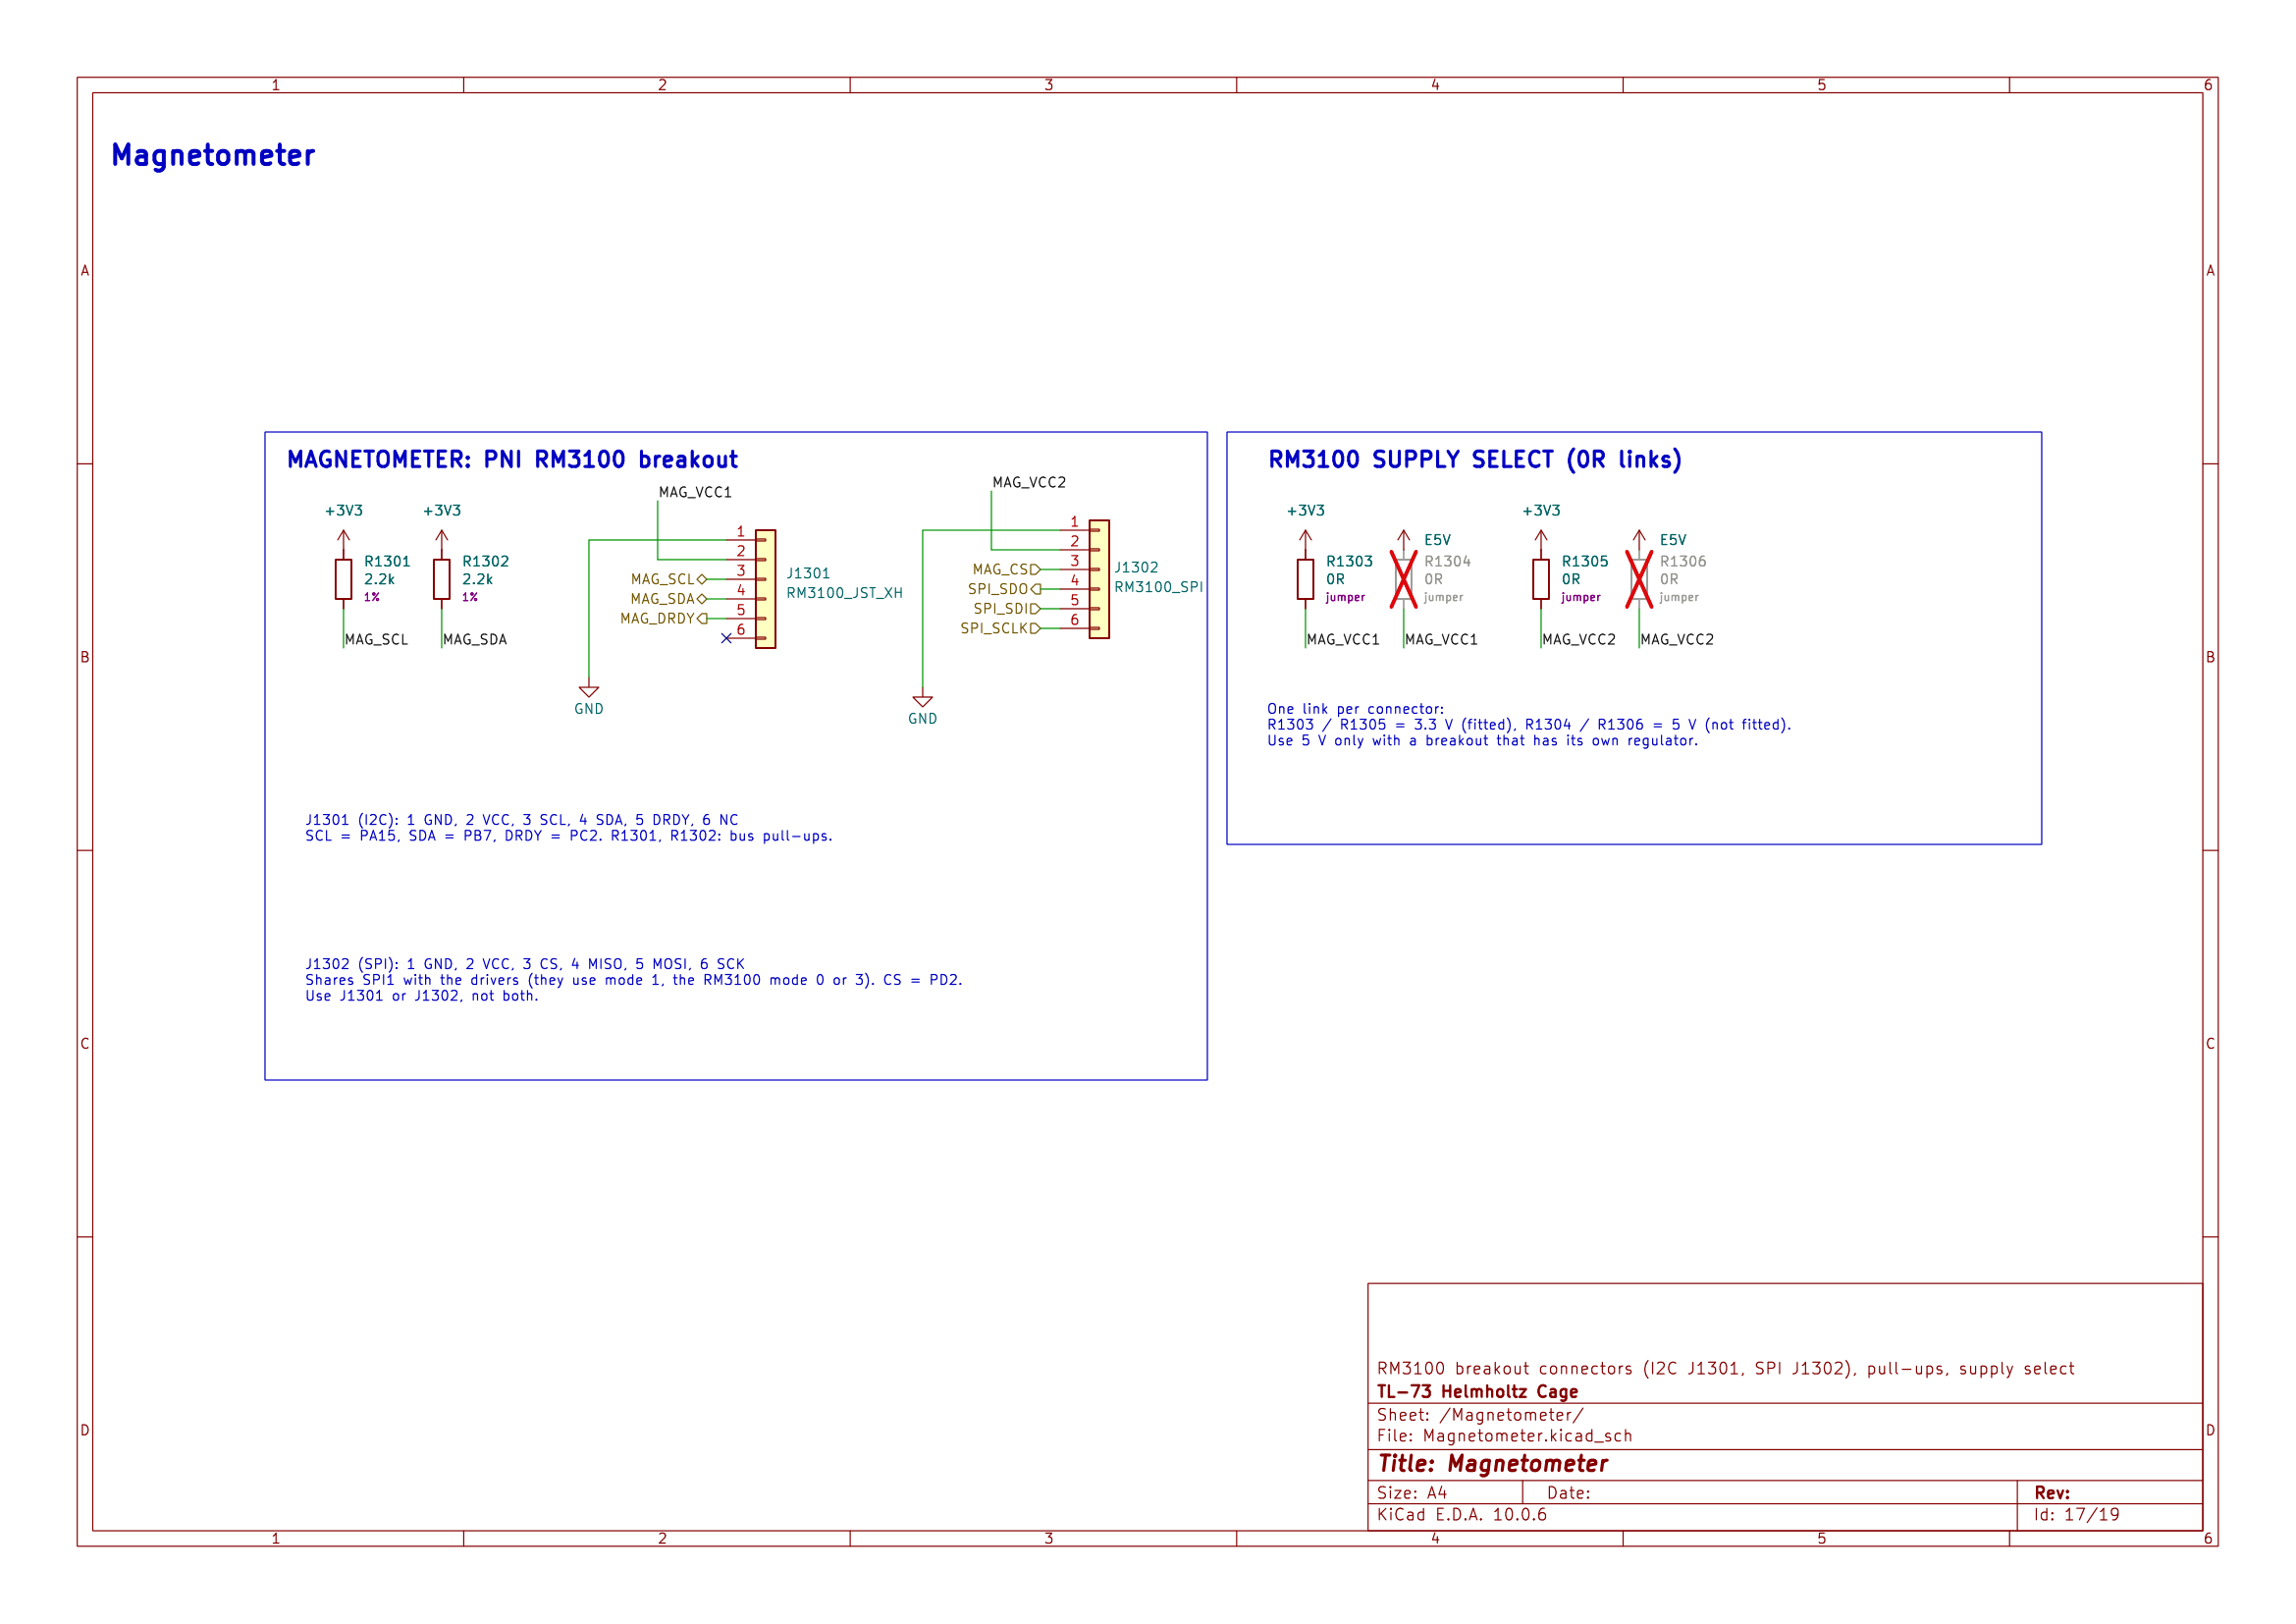 1 2 3 4 5 6
Magnetometer
A A
MAGNETOMETER: PNI RM3100 breakout
RM3100 SUPPLY SELECT (0R links)
MAG_VCC1
MAG_VCC2
+3V3
+3V3
+3V3
+3V3
E5V
E5V
R1301
2.2k
1%
R1302
2.2k
1%
MAG_SCL
MAG_SDA
1
2
3
4
5
6
MAG_SCL
MAG_SDA
MAG_DRDY
J1301
RM3100_JST_XH
GND
1
2
3
4
5
6
MAG_CS
SPI_SDO
SPI_SDI
SPI_SCLK
J1302
RM3100_SPI
GND
R1303
0R
jumper
R1304
0R
jumper
R1305
0R
jumper
R1306
0R
jumper
MAG_VCC1
MAG_VCC1
MAG_VCC2
MAG_VCC2
B B
One link per connector:
R1303 / R1305 = 3.3 V (fitted), R1304 / R1306 = 5 V (not fitted).
Use 5 V only with a breakout that has its own regulator.
J1301 (I2C): 1 GND, 2 VCC, 3 SCL, 4 SDA, 5 DRDY, 6 NC
SCL = PA15, SDA = PB7, DRDY = PC2. R1301, R1302: bus pull-ups.
J1302 (SPI): 1 GND, 2 VCC, 3 CS, 4 MISO, 5 MOSI, 6 SCK
Shares SPI1 with the drivers (they use mode 1, the RM3100 mode 0 or 3). CS = PD2.
Use J1301 or J1302, not both.
C C
RM3100 breakout connectors (I2C J1301, SPI J1302), pull-ups, supply select
TL-73 Helmholtz Cage
Sheet: /Magnetometer/
File: Magnetometer.kicad_sch
D D
Title: Magnetometer
Size: A4 Date: Rev:
KiCad E.D.A. 10.0.6 Id: 17/19
1 2 3 4 5 6